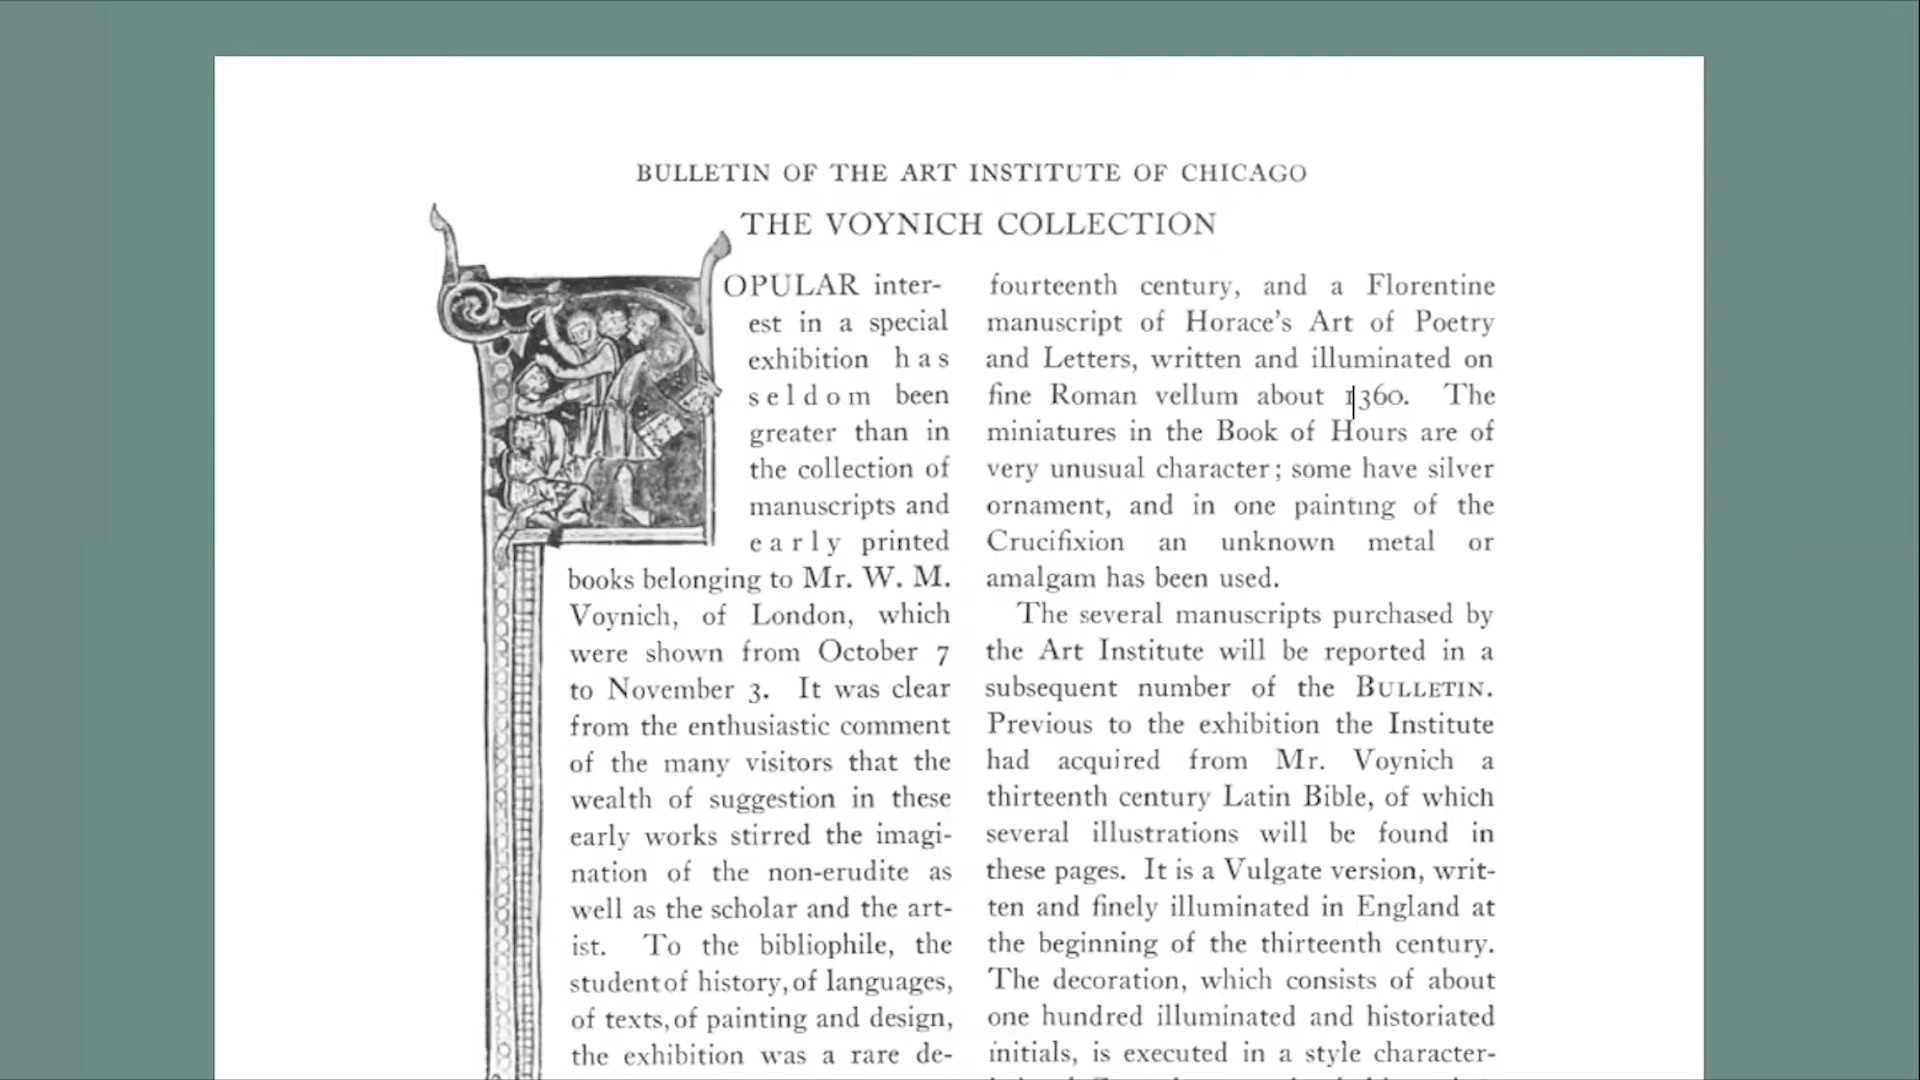 BULLETIN OF THE ART INSTITUTE OF CHICAGO
THE VOYNICH COLLECTION
OPULAR inter-
est in a special
exhibition has
seldom been
greater than in
the collection of
manuscripts and
early printed
books belonging to Mr. W. M.
Voynich, of London, which
were shown from October 7
to November 3. It was clear
from the enthusiastic comment
of the many visitors that the
wealth of suggestion in these
early works stirred the imagi-
nation of the non-erudite as
well as the scholar and the art-
ist. To the bibliophile, the
student of history, of languages,
of texts, of painting and design,
the exhibition was a rare de-
fourteenth century, and a Florentine
manuscript of Horace's Art of Poetry
and Letters, written and illuminated on
fine Roman vellum about 1360. The
miniatures in the Book of Hours are of
very unusual character; some have silver
ornament, and in one painting of the
Crucifixion an unknown metal or
amalgam has been used.
The several manuscripts purchased by
the Art Institute will be reported in a
subsequent number of the BULLETIN.
Previous to the exhibition the Institute
had acquired from Mr. Voynich a
thirteenth century Latin Bible, of which
several illustrations will be found in
these pages. It is a Vulgate version, writ-
ten and finely illuminated in England at
the beginning of the thirteenth century.
The decoration, which consists of about
one hundred illuminated and historiated
initials, is executed in a style character-